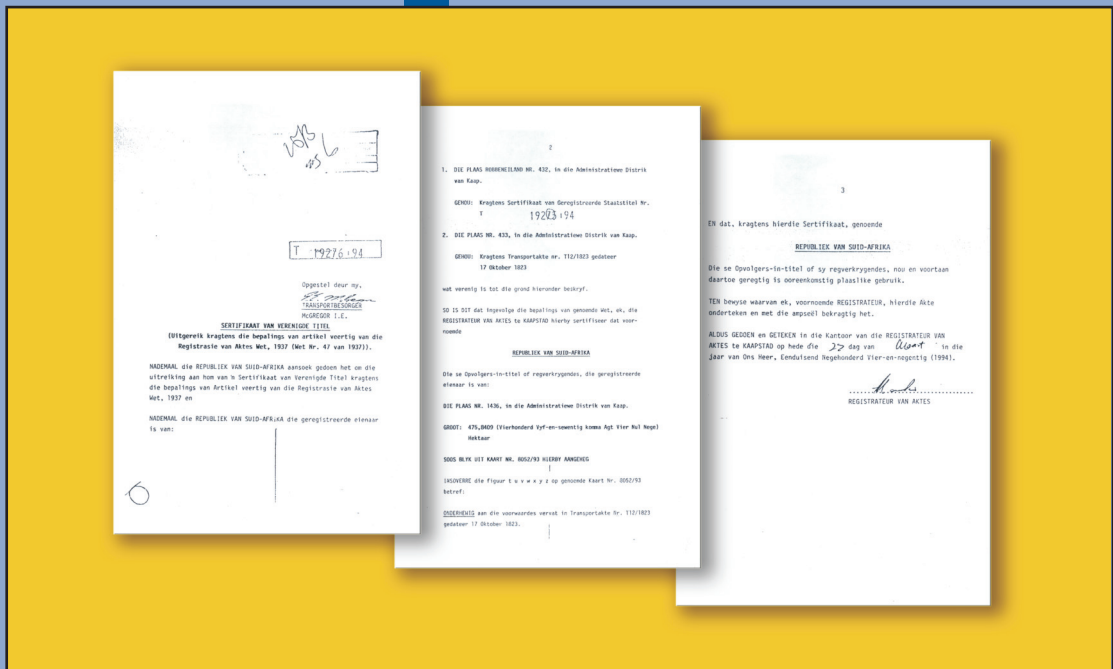 T 19276/94
Opgestel deur my,
TRANSPORTBESORGER
McGREGOR I.E.
SERTIFIKAAT VAN VERENIGDE TITEL
(Uitgereik kragtens die bepalings van artikel veertig van die
Registrasie van Aktes Wet, 1937 (Wet Nr. 47 van 1937)).
NADEMAAL die REPUBLIEK VAN SUID-AFRIKA aansoek gedoen het om die
uitreiking aan hom van 'n Sertifikaat van Verenigde Titel kragtens
die bepalings van Artikel veertig van die Registrasie van Aktes
Wet, 1937 en
NADEMAAL die REPUBLIEK VAN SUID-AFRIKA die geregistreerde eienaar
is van:
2
1. DIE PLAAS ROBBENEILAND NR. 432, in die Administratiewe Distrik
van Kaap.
GEHOU: Kragtens Sertifikaat van Geregistreerde Staatstitel Nr.
T 19273/94
2. DIE PLAAS NR. 433, in die Administratiewe Distrik van Kaap.
GEHOU: Kragtens Transportakte nr. 112/1823 gedateer
17 Oktober 1823
wat verenig is tot die grond hieronder beskryf.
SO IS DIT dat ingevolge die bepalings van genoemde Wet, ek, die
REGISTRATEUR VAN AKTES te KAAPSTAD hierby sertifiseer dat voor-
noemde
REPUBLIEK VAN SUID-AFRIKA
Die se Opvolgers-in-titel of regverkrygendes, die geregistreerde
eienaar is van:
DIE PLAAS NR. 1436, in die Administratiewe Distrik van Kaap.
GROOT: 475,8409 (Vierhonderd Vyf-en-sewentig komma Agt Vier Nul Nege)
Hektaar
SOOS BLYK UIT KAART NR. 8052/93 HIERBY AANGEHEG
INSOVERRE die figuur t u v w x y z op genoemde Kaart Nr. 8052/93
betref:
ONDERHEWIG aan die voorwaardes vervat in Transportakte Nr. 112/1823
gedateer 17 Oktober 1823.
3
EN dat, kragtens hierdie Sertifikaat, genoemde
REPUBLIEK VAN SUID-AFRIKA
Die se Opvolgers-in-titel of sy regverkrygendes, nou en voortaan
daartoe geregtig is ooreenkomstig plaaslike gebruik.
TEN bewyse waarvan ek, voornoemde REGISTRATEUR, hierdie Akte
onderteken en met die ampseël bekragtig het.
ALDUS GEDOEN en GETEKEN in die Kantoor van die REGISTRATEUR VAN
AKTES te KAAPSTAD op hede die dag van in die
jaar van Ons Heer, Eenduisend Negehonderd Vier-en-negentig (1994).
REGISTRATEUR VAN AKTES